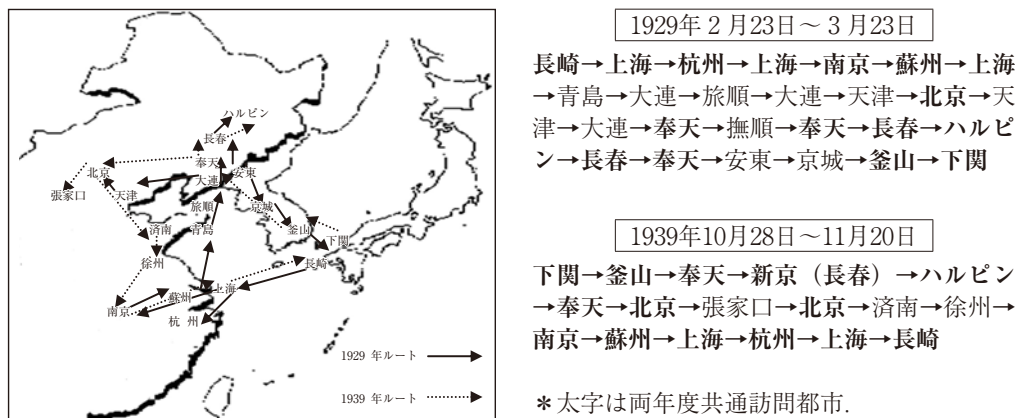 ハルピン
長春
奉天
北京
大連
安東
張家口
天津
旅順
京城
済南
青島
釜山
下関
徐州
長崎
蘇州
上海
南京
杭 州
1929 年ルート
1939 年ルート
1929年 2 月23日～ 3 月23日
長崎→上海→杭州→上海→南京→蘇州→上海
→青島→大連→旅順→大連→天津→北京→天
津→大連→奉天→撫順→奉天→長春→ハルピ
ン→長春→奉天→安東→京城→釜山→下関
1939年10月28日～11月20日
下関→釜山→奉天→新京（長春）→ハルピン
→奉天→北京→張家口→北京→済南→徐州→
南京→蘇州→上海→杭州→上海→長崎
＊太字は両年度共通訪問都市．